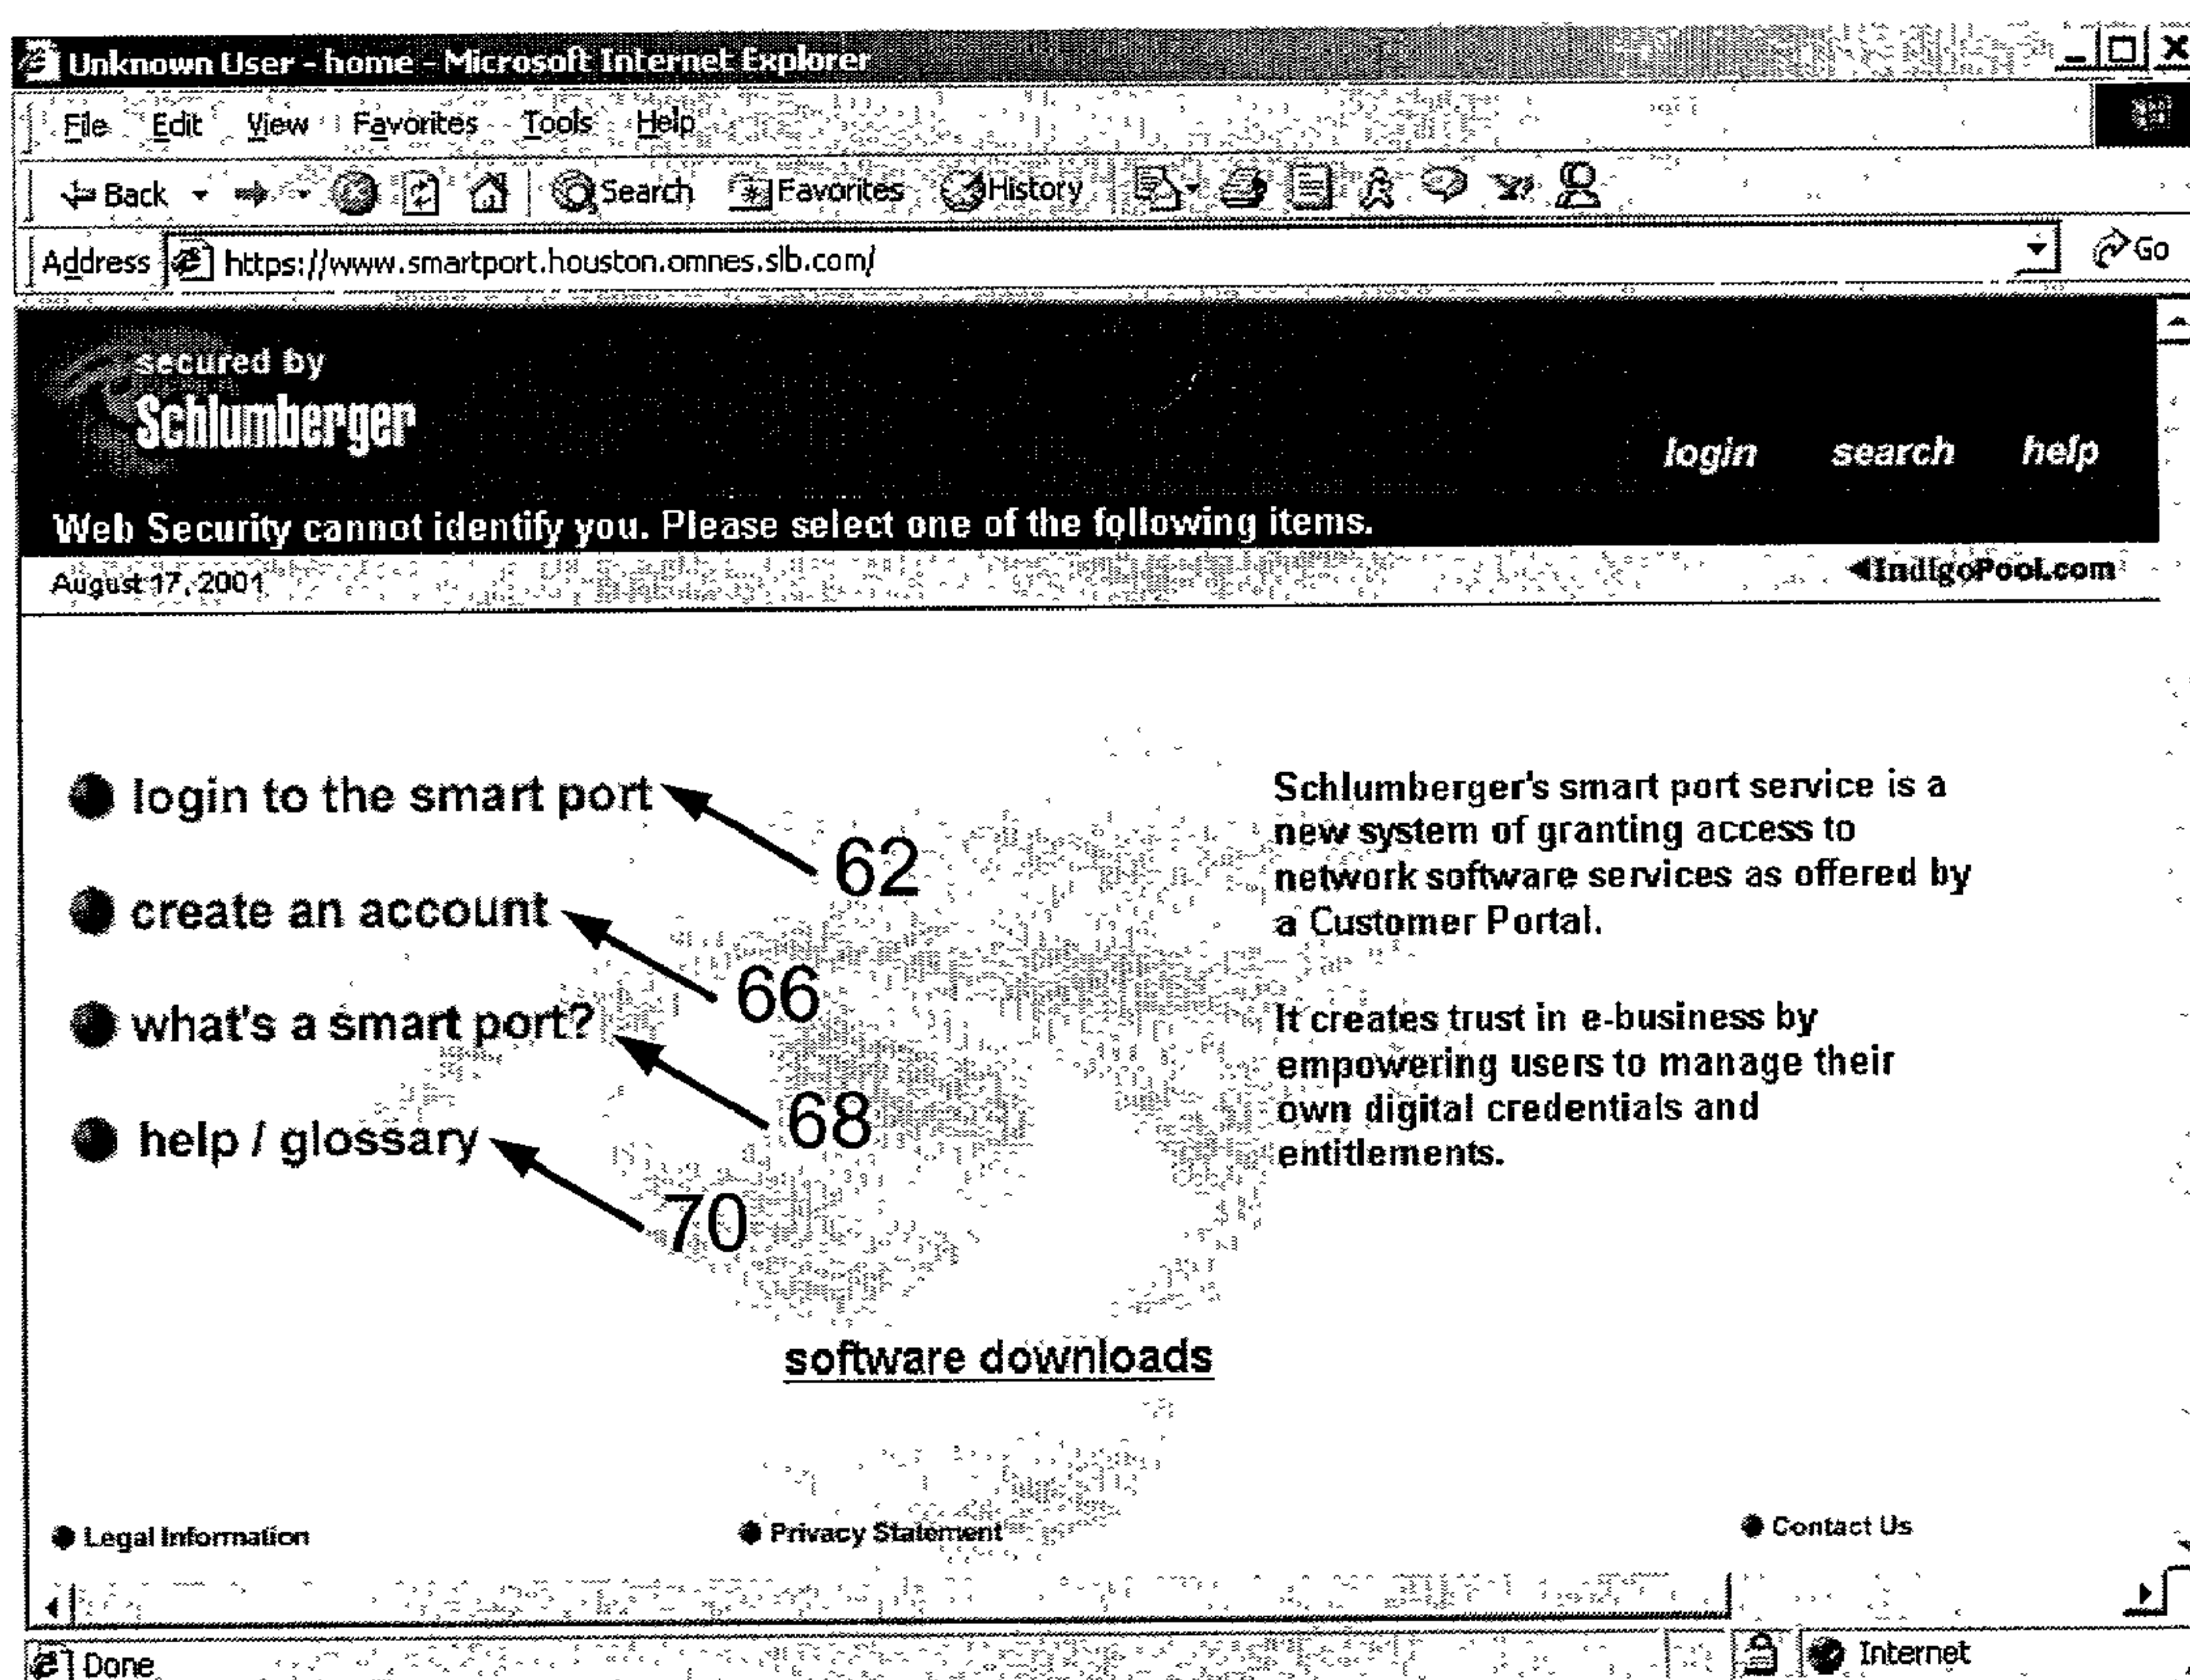 Unknown User - home - Microsoft Internet Explorer
File Edit View Favorites Tools Help
Back Search Favorites History
Address https://www.smartport.houston.omnes.slb.com/ Go
secured by
Schlumberger
login search help
Web Security cannot identify you. Please select one of the following items.
August 17, 2001 IndigoPool.com
login to the smart port
62
create an account
66
what's a smart port?
68
help / glossary
70
Schlumberger's smart port service is a
new system of granting access to
network software services as offered by
a Customer Portal.
It creates trust in e-business by
empowering users to manage their
own digital credentials and
entitlements.
software downloads
Legal Information Privacy Statement Contact Us
Done Internet